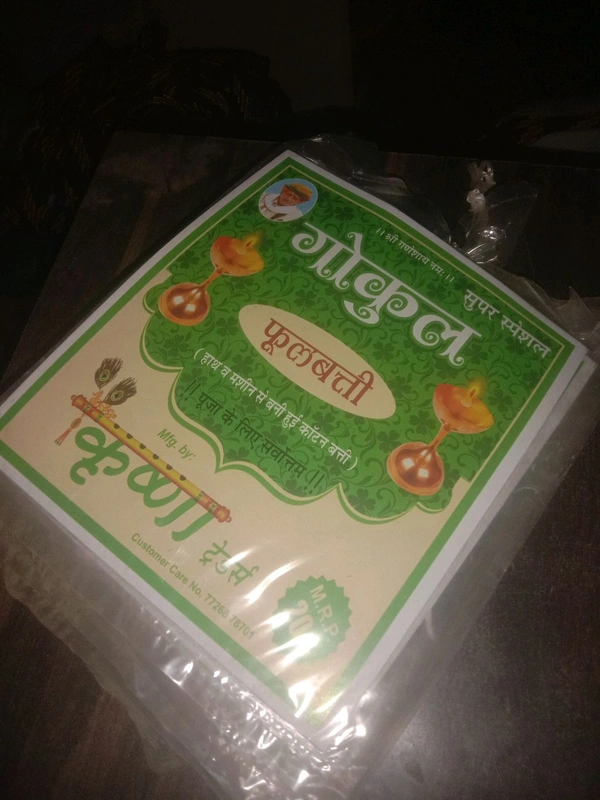 ।। श्री गणेशाय नमः ।।
गोकुल
सुपर स्पेशल
फूलबत्ती
( हाथ व मशीन से बनी हुई कॉटन बत्ती )
।। पूजा के लिए सर्वोत्तम ।।
Mfg. by:
कृष्णा
ट्रेडर्स
Customer Care No. 77268 78701
M.R.P.
20